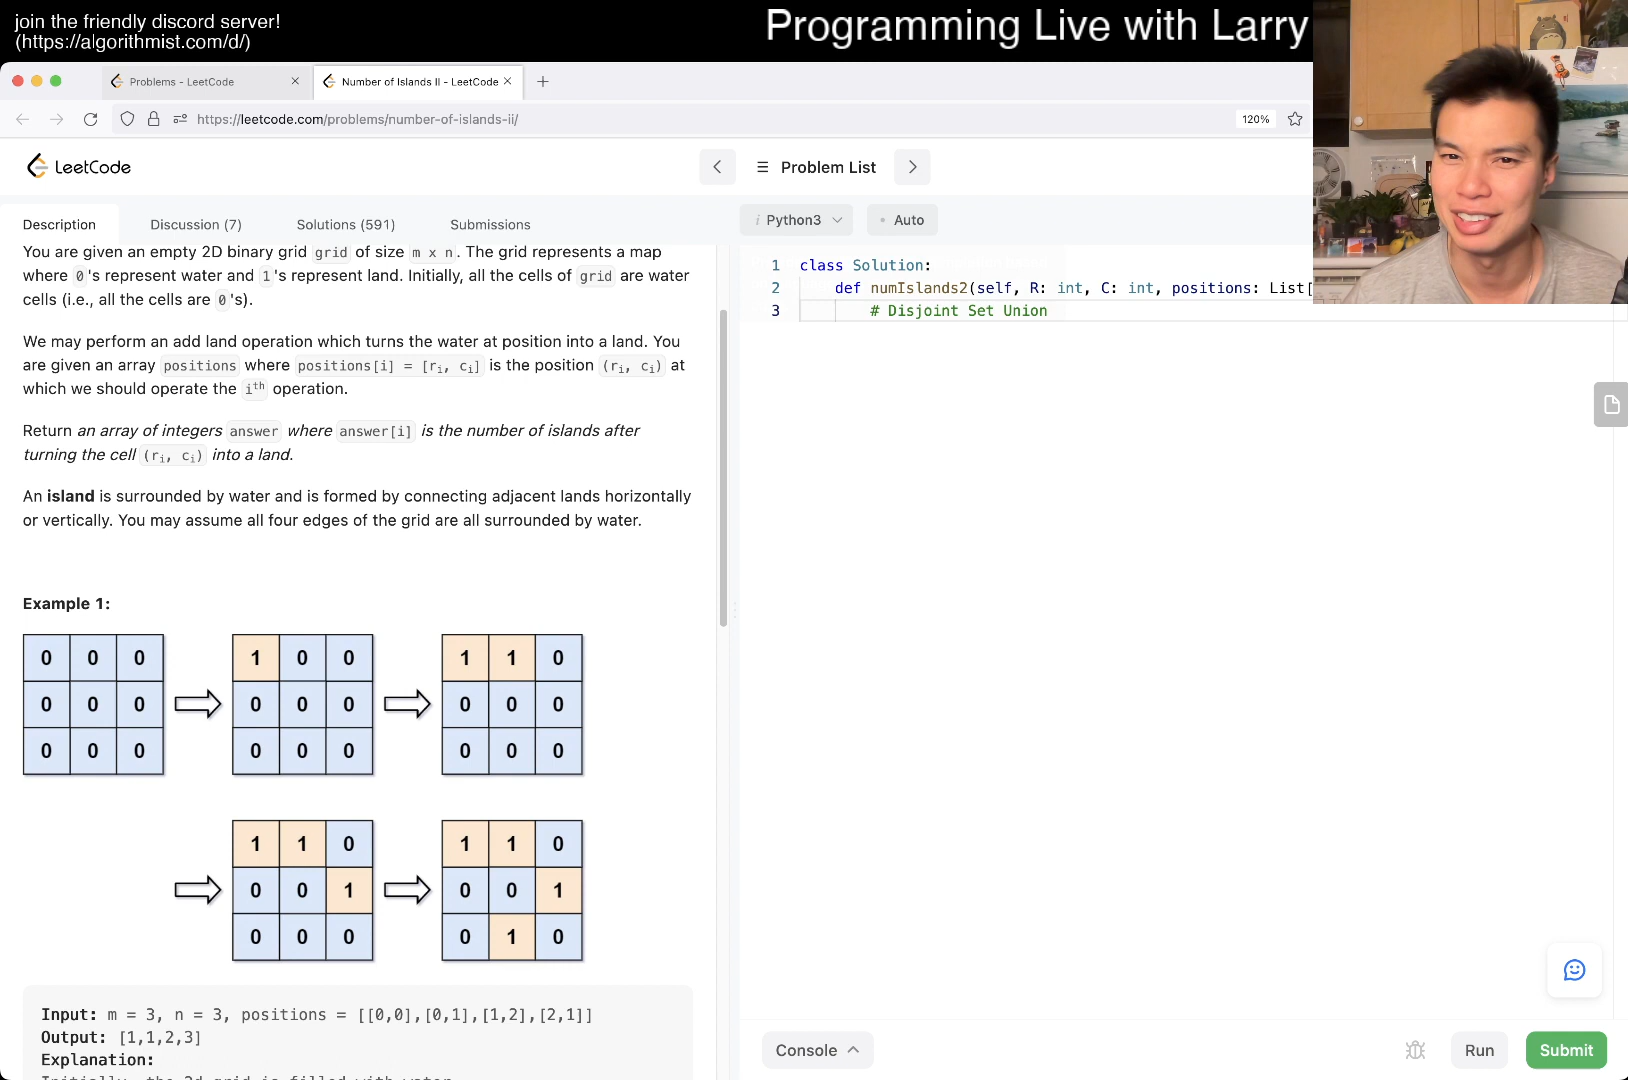 join the friendly discord server!
(https://algorithmist.com/d/)
Programming Live with Larry
Problems - LeetCode
Number of Islands II - LeetCode
https://leetcode.com/problems/number-of-islands-ii/
120%
LeetCode
Problem List
Description
Discussion (7)
Solutions (591)
Submissions
i Python3
Auto
You are given an empty 2D binary grid grid of size m x n. The grid represents a map
where 0's represent water and 1's represent land. Initially, all the cells of grid are water
cells (i.e., all the cells are 0's).
We may perform an add land operation which turns the water at position into a land. You
are given an array positions where positions[i] = [ri, ci] is the position (ri, ci) at
which we should operate the ith operation.
Return an array of integers answer where answer[i] is the number of islands after
turning the cell (ri, ci) into a land.
An island is surrounded by water and is formed by connecting adjacent lands horizontally
or vertically. You may assume all four edges of the grid are all surrounded by water.
Example 1:
0 0 0 1 0 0 1 1 0
0 0 0 0 0 0 0 0 0
0 0 0 0 0 0 0 0 0
1 1 0 1 1 0
0 0 1 0 0 1
0 0 0 0 1 0
Input: m = 3, n = 3, positions = [[0,0],[0,1],[1,2],[2,1]]
Output: [1,1,2,3]
Explanation:
1 class Solution:
2 def numIslands2(self, R: int, C: int, positions: List[
3 # Disjoint Set Union
Console
Run
Submit